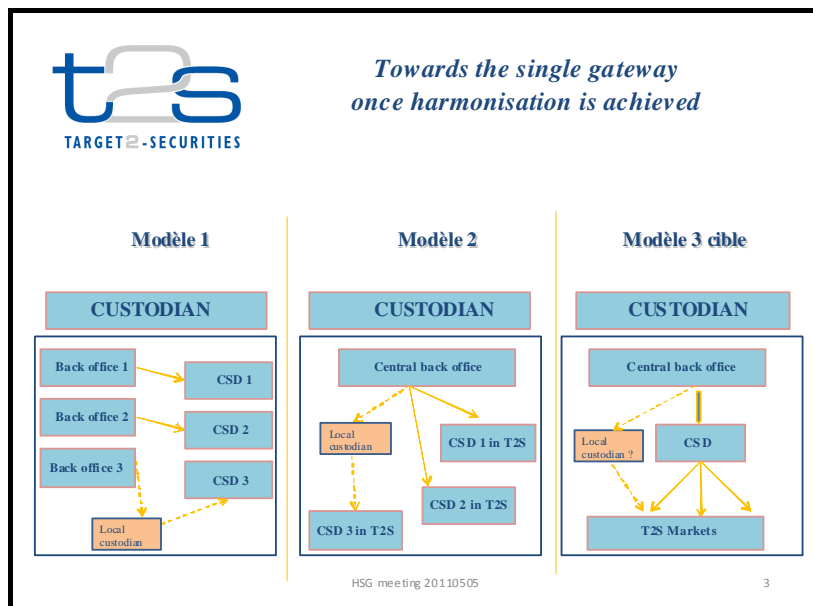 t2s
TARGET2-SECURITIES
Towards the single gateway
once harmonisation is achieved
Modèle 1
CUSTODIAN
Back office 1
CSD 1
Back office 2
CSD 2
Back office 3
CSD 3
Local
custodian
Modèle 2
CUSTODIAN
Central back office
Local
custodian
CSD 1 in T2S
CSD 2 in T2S
CSD 3 in T2S
Modèle 3 cible
CUSTODIAN
Central back office
Local
custodian ?
CSD
T2S Markets
HSG meeting 20110505
3